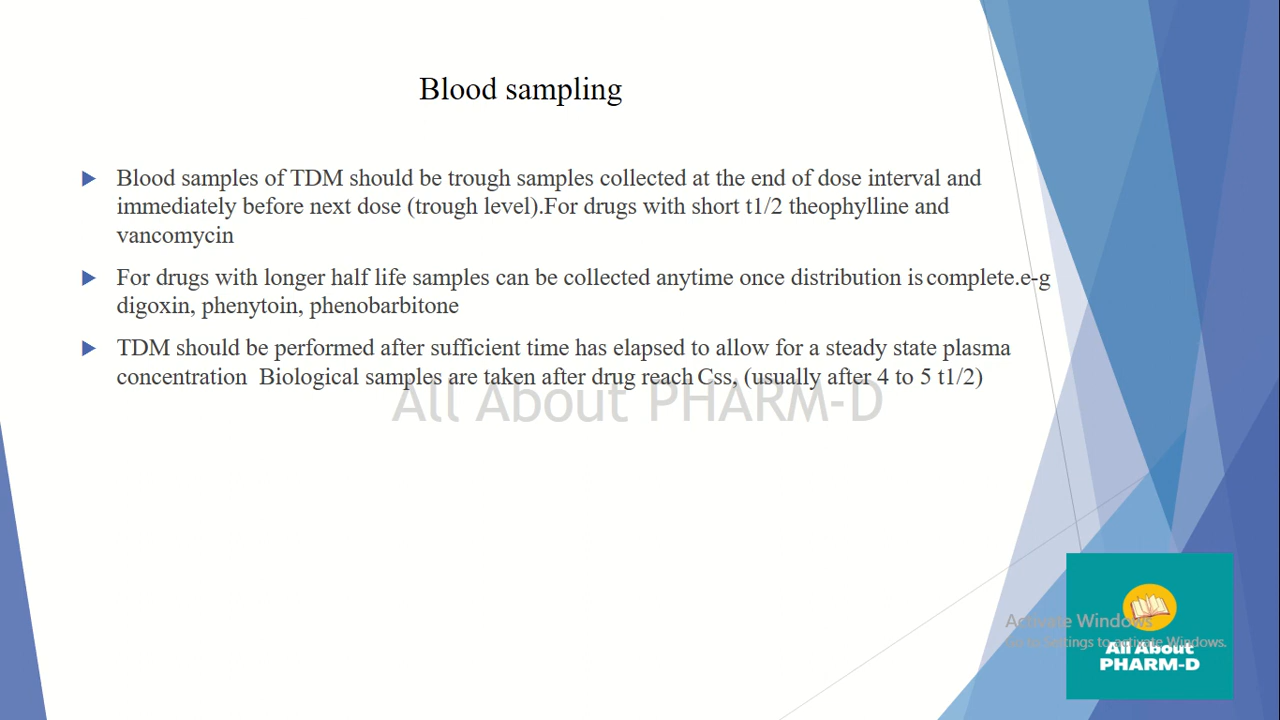 Blood sampling
Blood samples of TDM should be trough samples collected at the end of dose interval and
immediately before next dose (trough level).For drugs with short t1/2 theophylline and
vancomycin
For drugs with longer half life samples can be collected anytime once distribution is complete.e-g
digoxin, phenytoin, phenobarbitone
TDM should be performed after sufficient time has elapsed to allow for a steady state plasma
concentration  Biological samples are taken after drug reach Css, (usually after 4 to 5 t1/2)
All About PHARM-D
Activate Windows
Go to Settings to activate Windows.
All About
PHARM-D